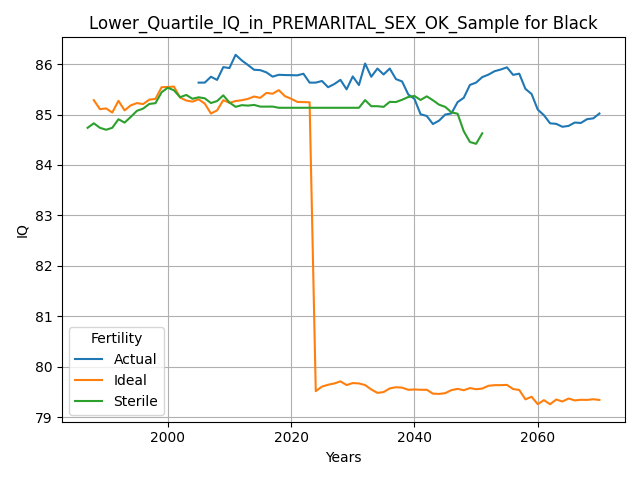 Lower_Quartile_IQ_in_PREMARITAL_SEX_OK_Sample for Black
IQ
86
85
84
83
82
81
80
79
Fertility
Actual
Ideal
Sterile
2000
2020
2040
2060
Years